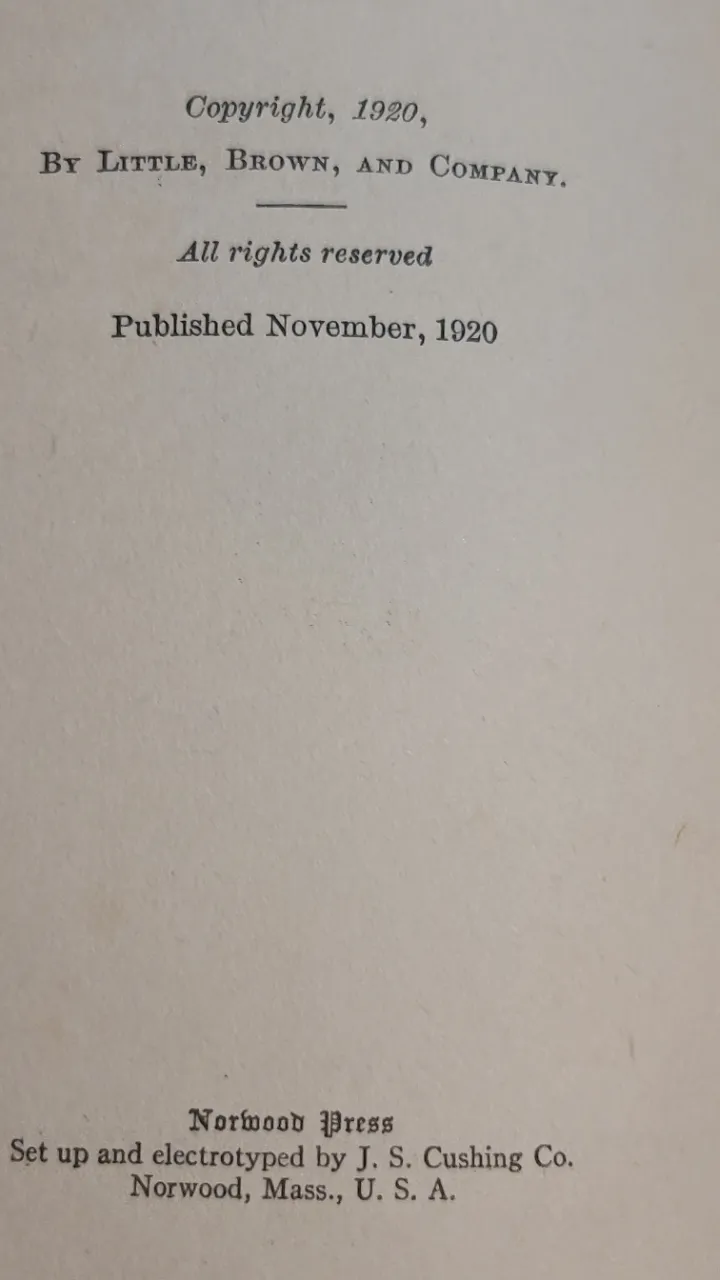 Copyright, 1920,
BY LITTLE, BROWN, AND COMPANY.
All rights reserved
Published November, 1920
Norwood Press
Set up and electrotyped by J. S. Cushing Co.
Norwood, Mass., U. S. A.